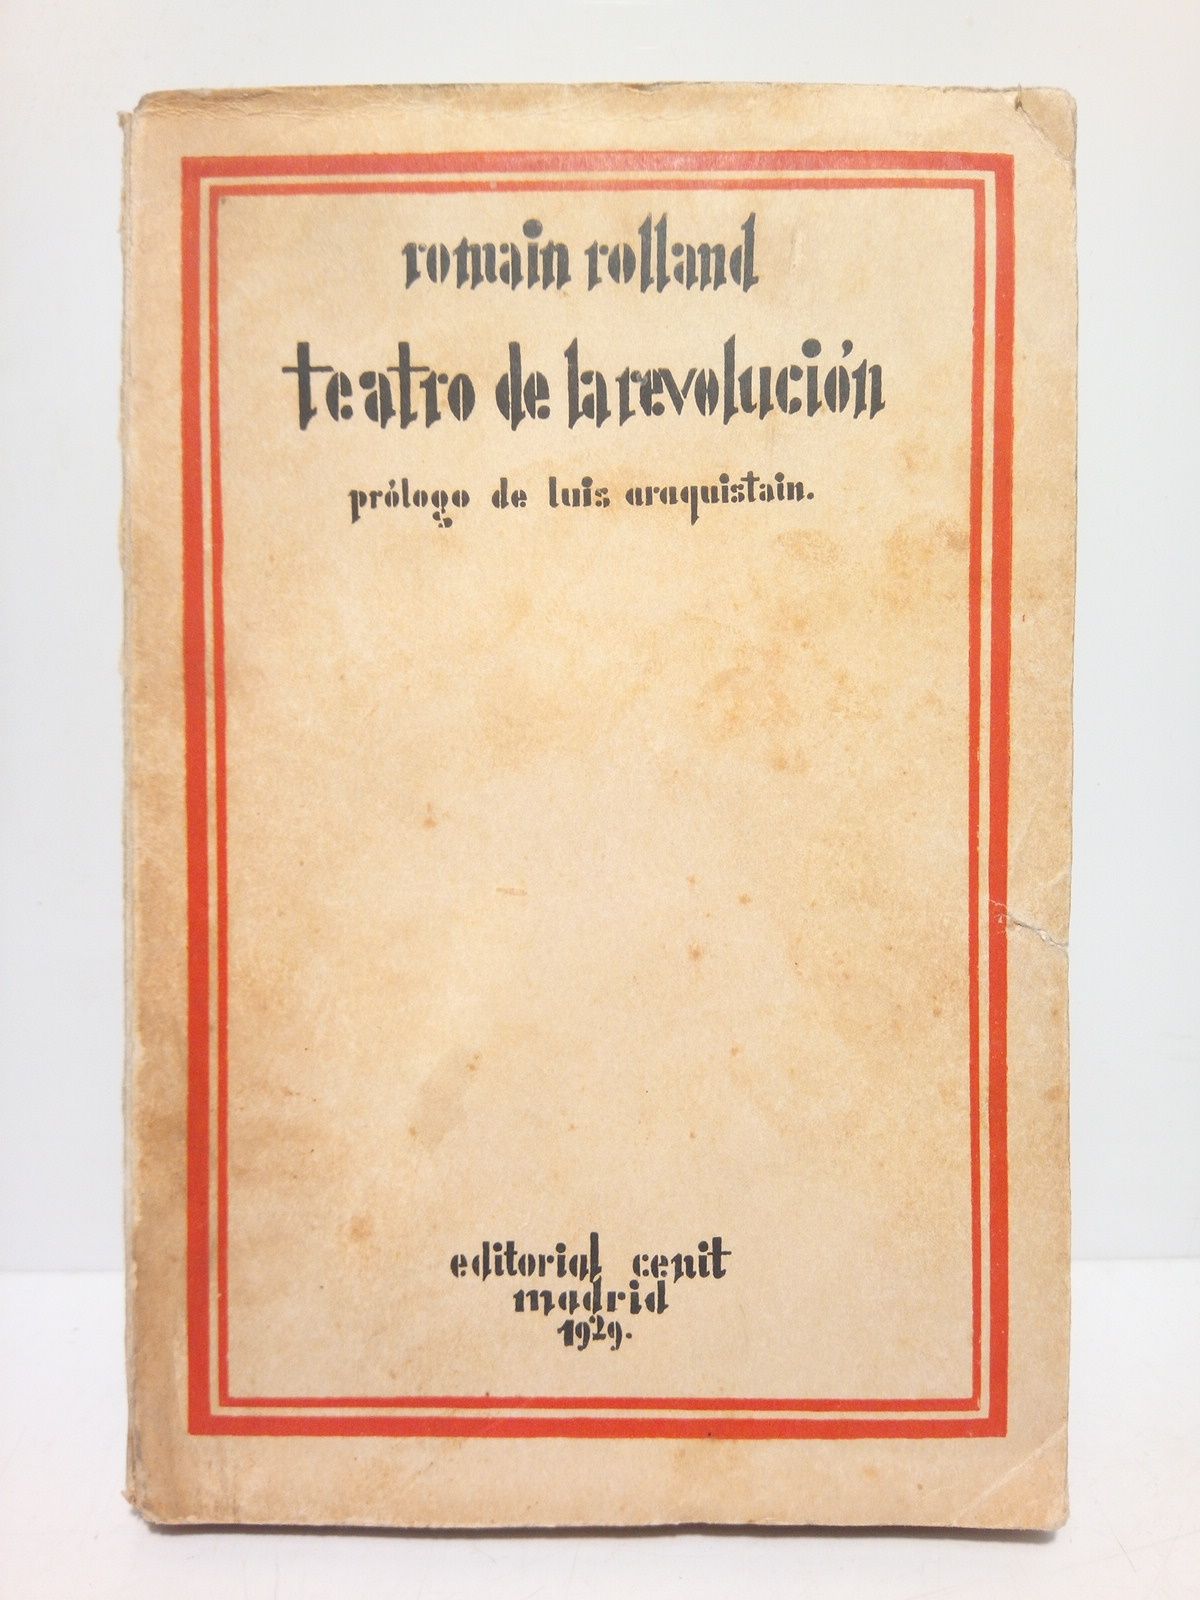 romain rolland
teatro de la revolución
prólogo de luis araquistain.
editorial cenit
madrid
1929.